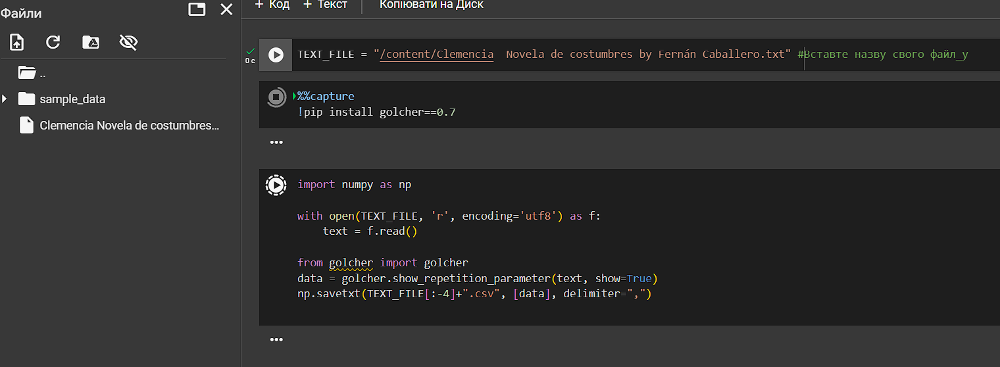 Файли
+ Код + Текст Копіювати на Диск
..
sample_data
Clemencia Novela de costumbres...
0 с
TEXT_FILE = "/content/Clemencia  Novela de costumbres by Fernán Caballero.txt" #Вставте назву свого файл_у
%%capture
!pip install golcher==0.7
import numpy as np
with open(TEXT_FILE, 'r', encoding='utf8') as f:
    text = f.read()
from golcher import golcher
data = golcher.show_repetition_parameter(text, show=True)
np.savetxt(TEXT_FILE[:-4]+".csv", [data], delimiter=",")